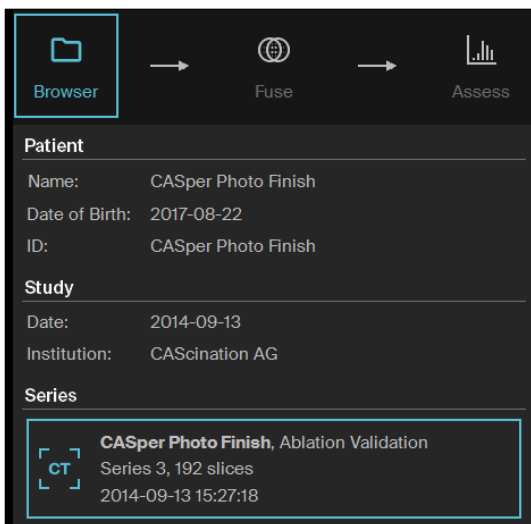 Browser
Fuse
Assess
Patient
Name: CASper Photo Finish
Date of Birth: 2017-08-22
ID: CASper Photo Finish
Study
Date: 2014-09-13
Institution: CAScination AG
Series
CT
CASper Photo Finish, Ablation Validation
Series 3, 192 slices
2014-09-13 15:27:18